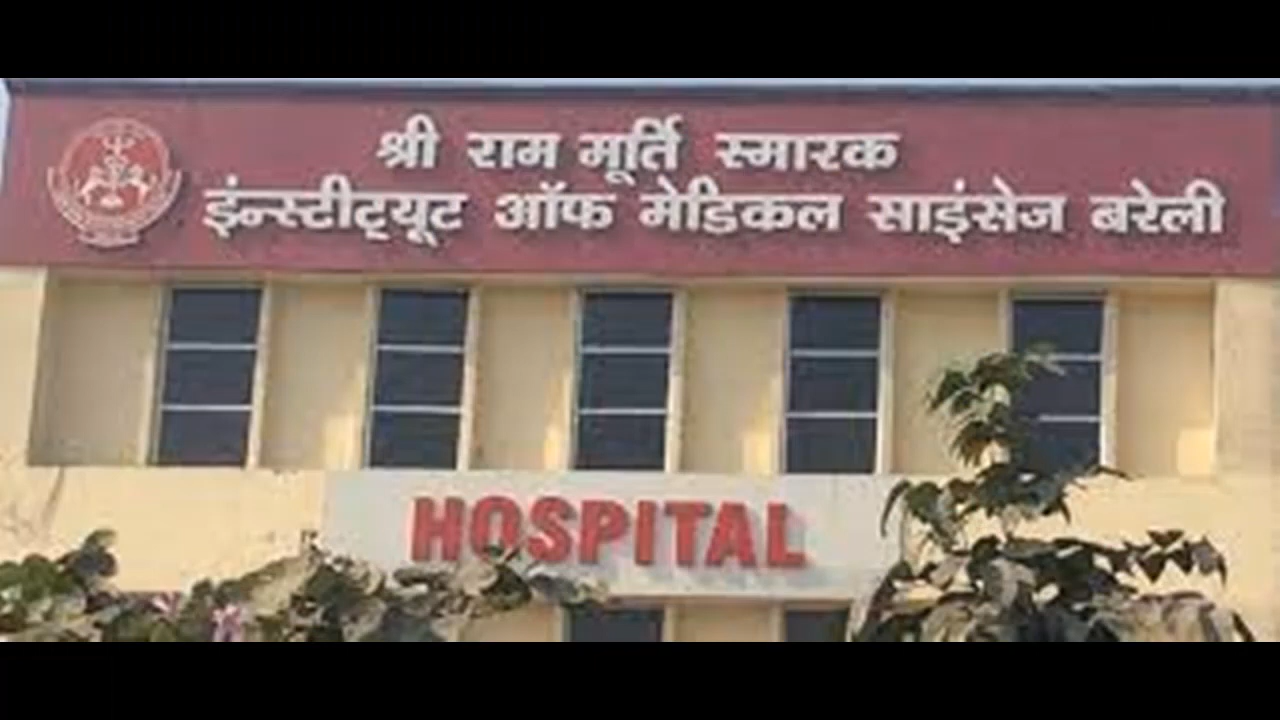 श्री राम मूर्ति स्मारक
इंन्स्टीट्यूट ऑफ मेडिकल साइंसेज बरेली
HOSPITAL